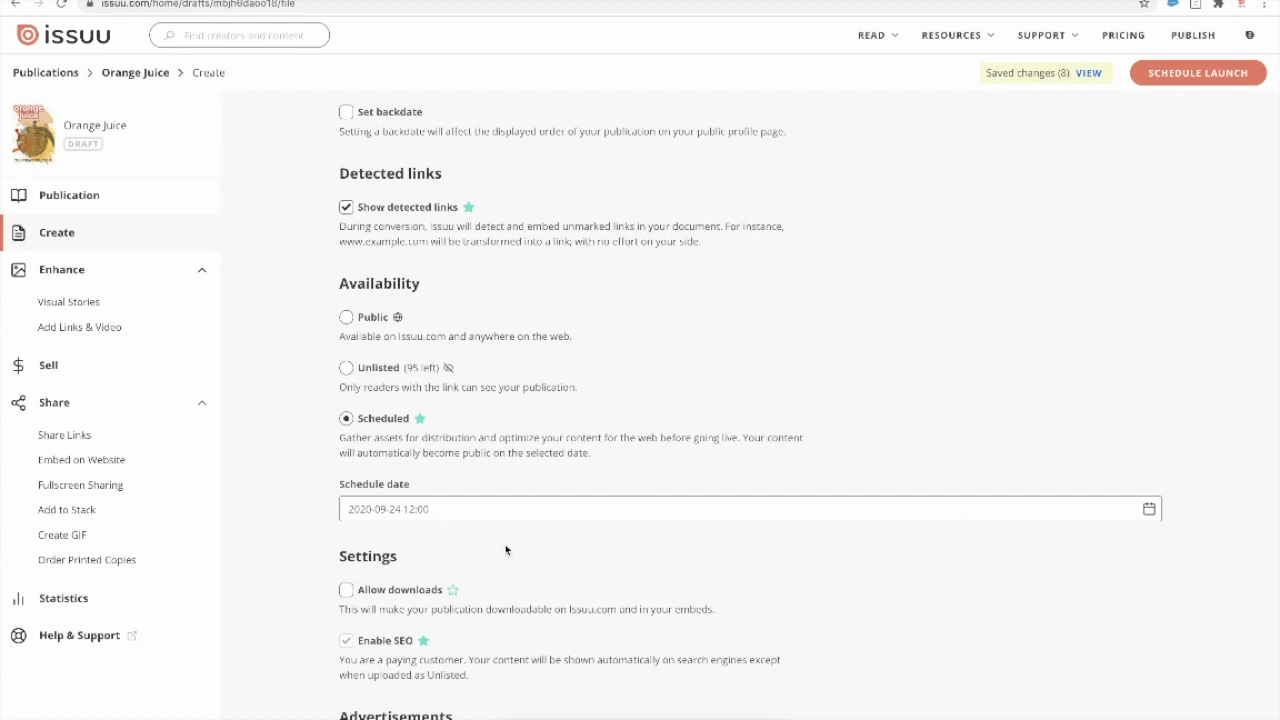 issuu.com/home/drafts/mbjh6daoo18/file
issuu
Find creators and content
READ
RESOURCES
SUPPORT
PRICING
PUBLISH
Publications > Orange Juice > Create
Saved changes (8) VIEW
SCHEDULE LAUNCH
orange juice
Orange Juice
DRAFT
Publication
Create
Enhance
Visual Stories
Add Links & Video
Sell
Share
Share Links
Embed on Website
Fullscreen Sharing
Add to Stack
Create GIF
Order Printed Copies
Statistics
Help & Support
Set backdate
Setting a backdate will affect the displayed order of your publication on your public profile page.
Detected links
Show detected links
During conversion, Issuu will detect and embed unmarked links in your document. For instance,
www.example.com will be transformed into a link; with no effort on your side.
Availability
Public
Available on Issuu.com and anywhere on the web.
Unlisted (95 left)
Only readers with the link can see your publication.
Scheduled
Gather assets for distribution and optimize your content for the web before going live. Your content
will automatically become public on the selected date.
Schedule date
2020-09-24 12:00
Settings
Allow downloads
This will make your publication downloadable on Issuu.com and in your embeds.
Enable SEO
You are a paying customer. Your content will be shown automatically on search engines except
when uploaded as Unlisted.
Advertisements